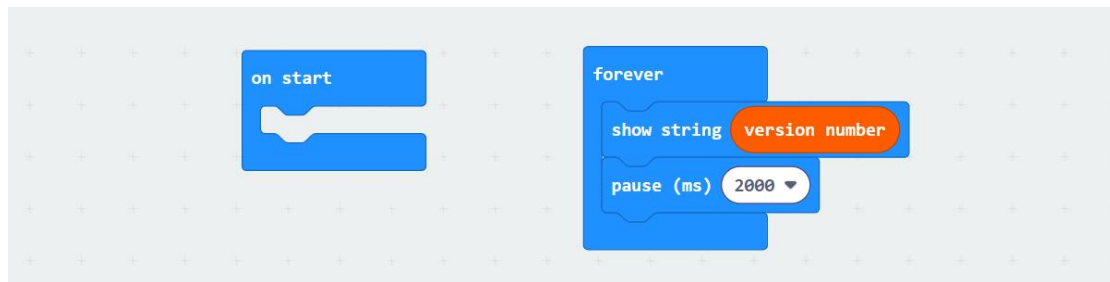 on start
forever
show string version number
pause (ms) 2000